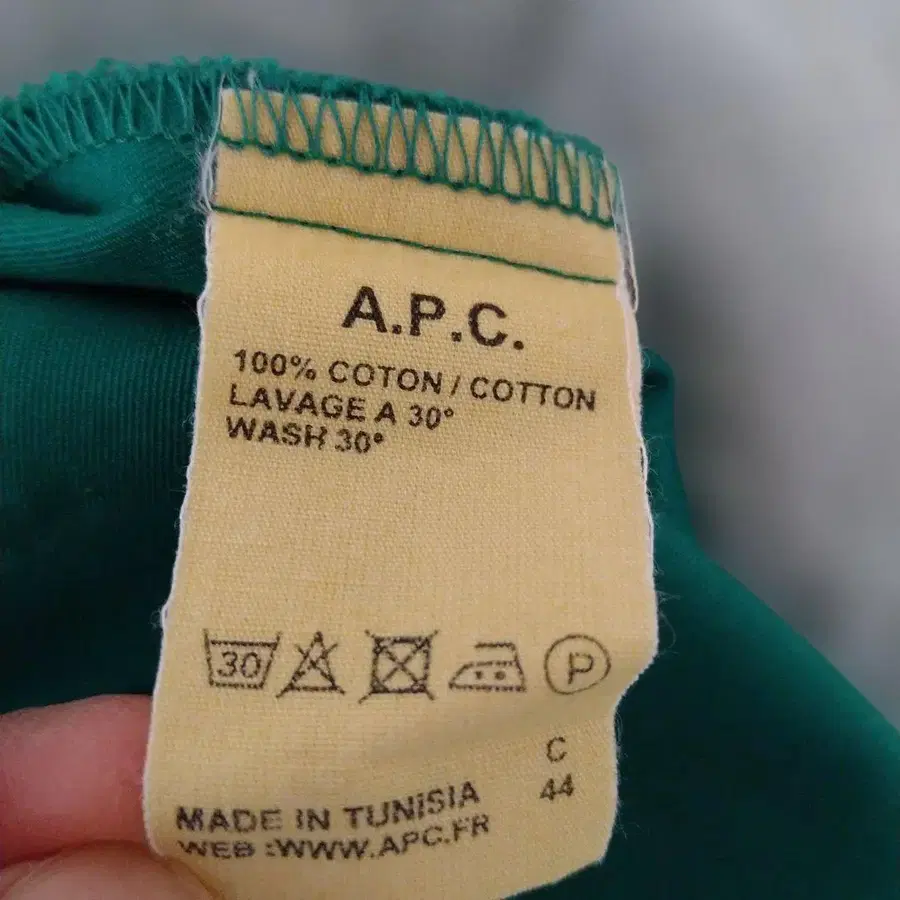 A.P.C.
100% COTON / COTTON
LAVAGE A 30°
WASH 30°
30 P
C
44
MADE IN TUNISIA
WEB :WWW.APC.FR